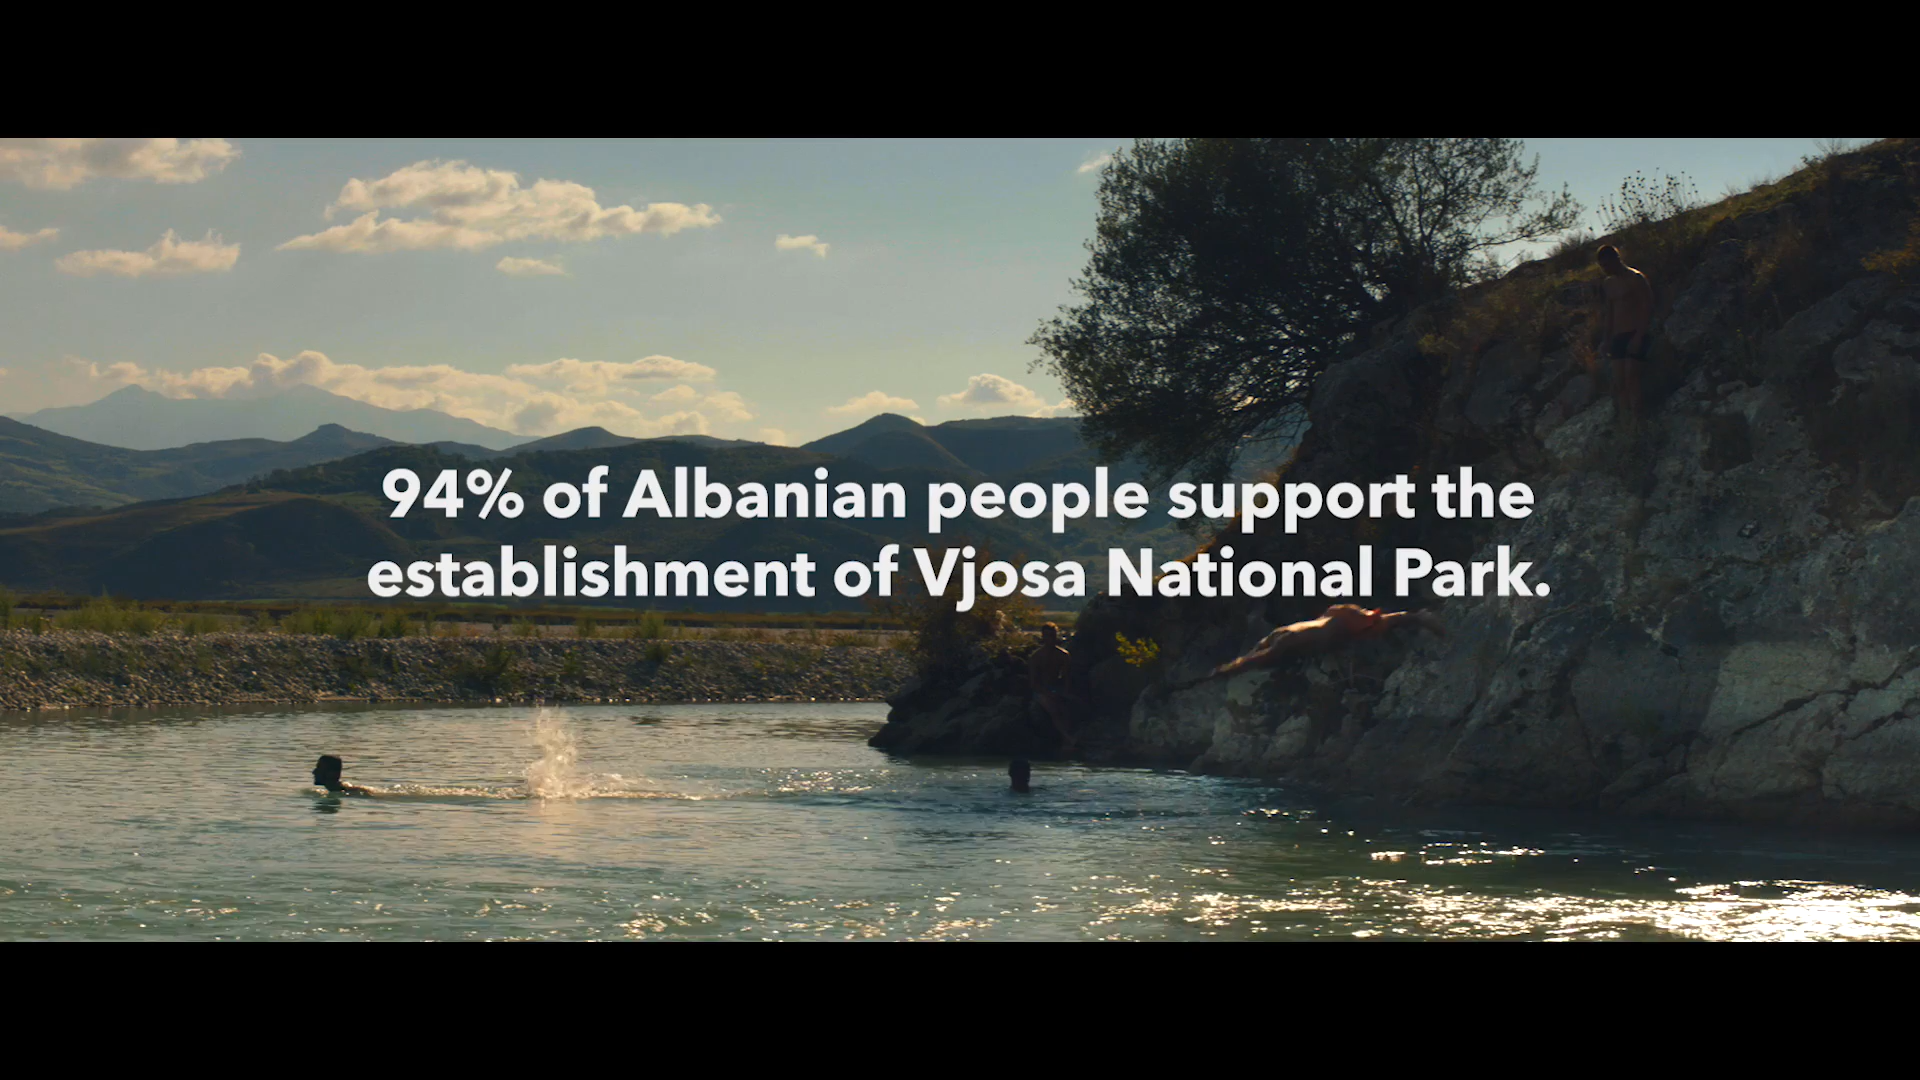 94% of Albanian people support the
establishment of Vjosa National Park.